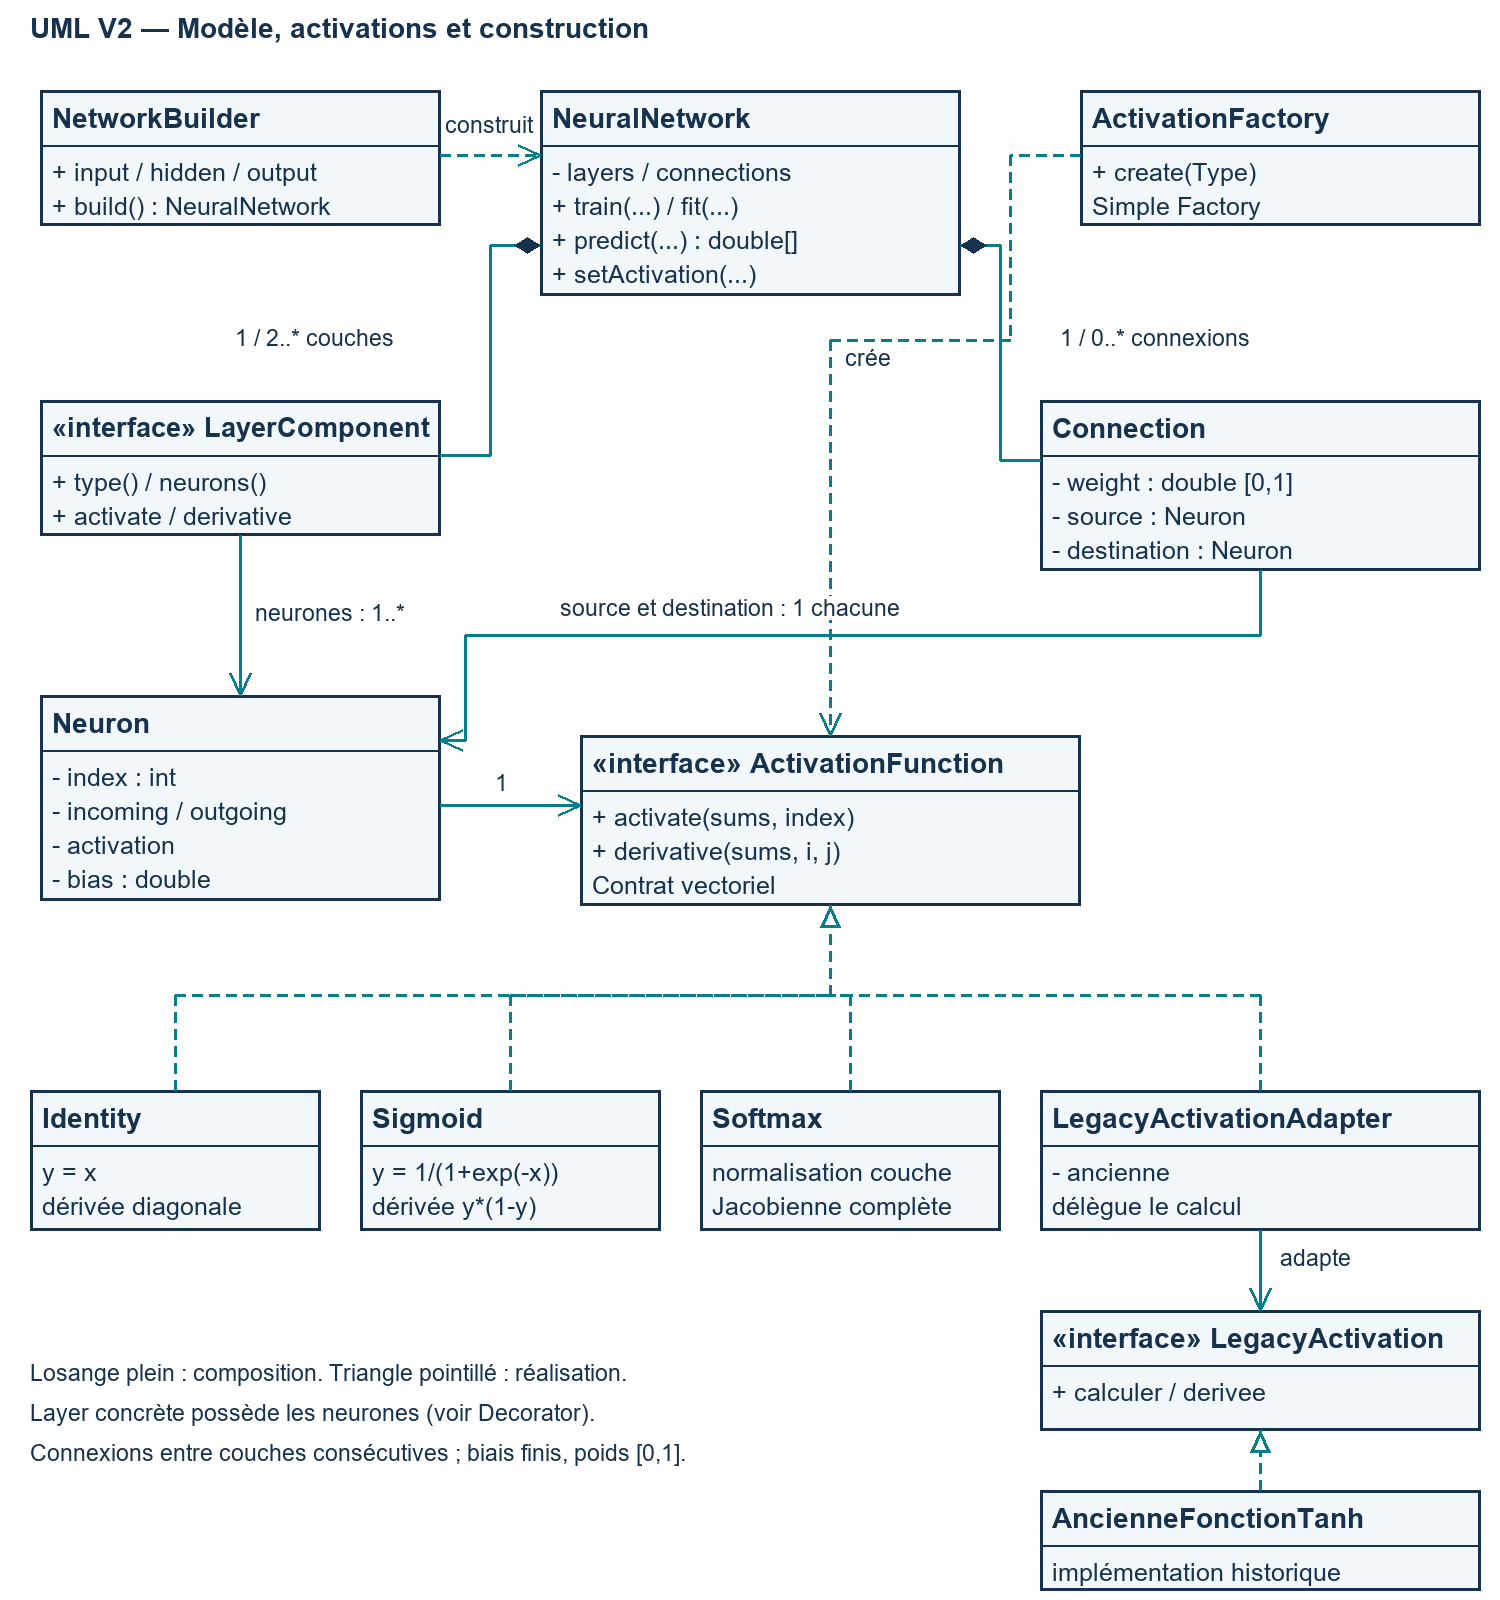 UML V2 — Modèle, activations et construction
NetworkBuilder
+ input / hidden / output
+ build() : NeuralNetwork
construit
NeuralNetwork
- layers / connections
+ train(...) / fit(...)
+ predict(...) : double[]
+ setActivation(...)
ActivationFactory
+ create(Type)
Simple Factory
1 / 2..* couches
crée
1 / 0..* connexions
«interface» LayerComponent
+ type() / neurons()
+ activate / derivative
Connection
- weight : double [0,1]
- source : Neuron
- destination : Neuron
neurones : 1..*
source et destination : 1 chacune
Neuron
- index : int
- incoming / outgoing
- activation
- bias : double
1
«interface» ActivationFunction
+ activate(sums, index)
+ derivative(sums, i, j)
Contrat vectoriel
Identity
y = x
dérivée diagonale
Sigmoid
y = 1/(1+exp(-x))
dérivée y*(1-y)
Softmax
normalisation couche
Jacobienne complète
LegacyActivationAdapter
- ancienne
délègue le calcul
adapte
«interface» LegacyActivation
+ calculer / derivee
Losange plein : composition. Triangle pointillé : réalisation.
Layer concrète possède les neurones (voir Decorator).
Connexions entre couches consécutives ; biais finis, poids [0,1].
AncienneFonctionTanh
implémentation historique